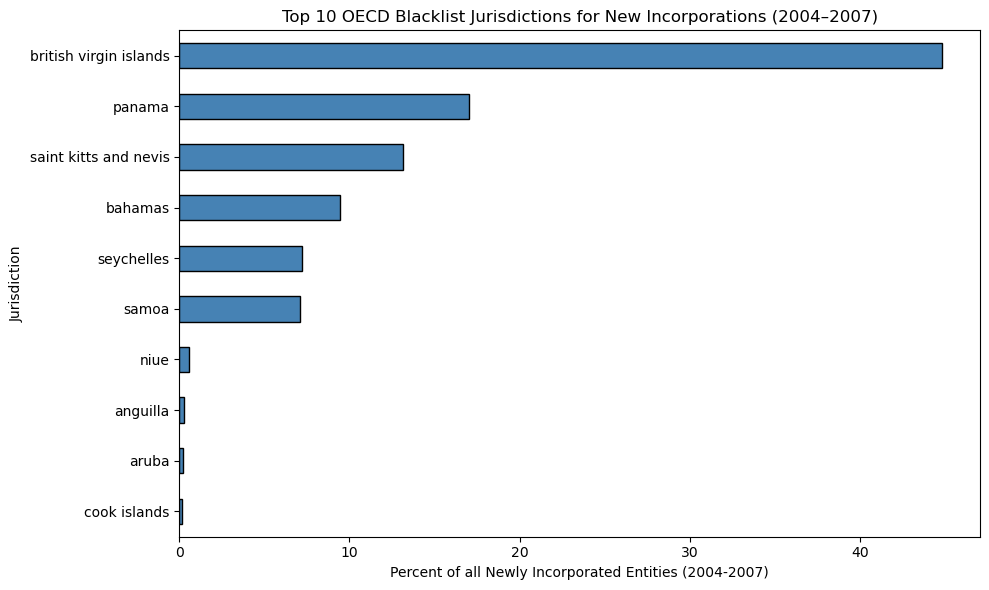 Top 10 OECD Blacklist Jurisdictions for New Incorporations (2004–2007)
british virgin islands
panama
saint kitts and nevis
bahamas
seychelles
samoa
niue
anguilla
aruba
cook islands
Jurisdiction
0 10 20 30 40
Percent of all Newly Incorporated Entities (2004-2007)